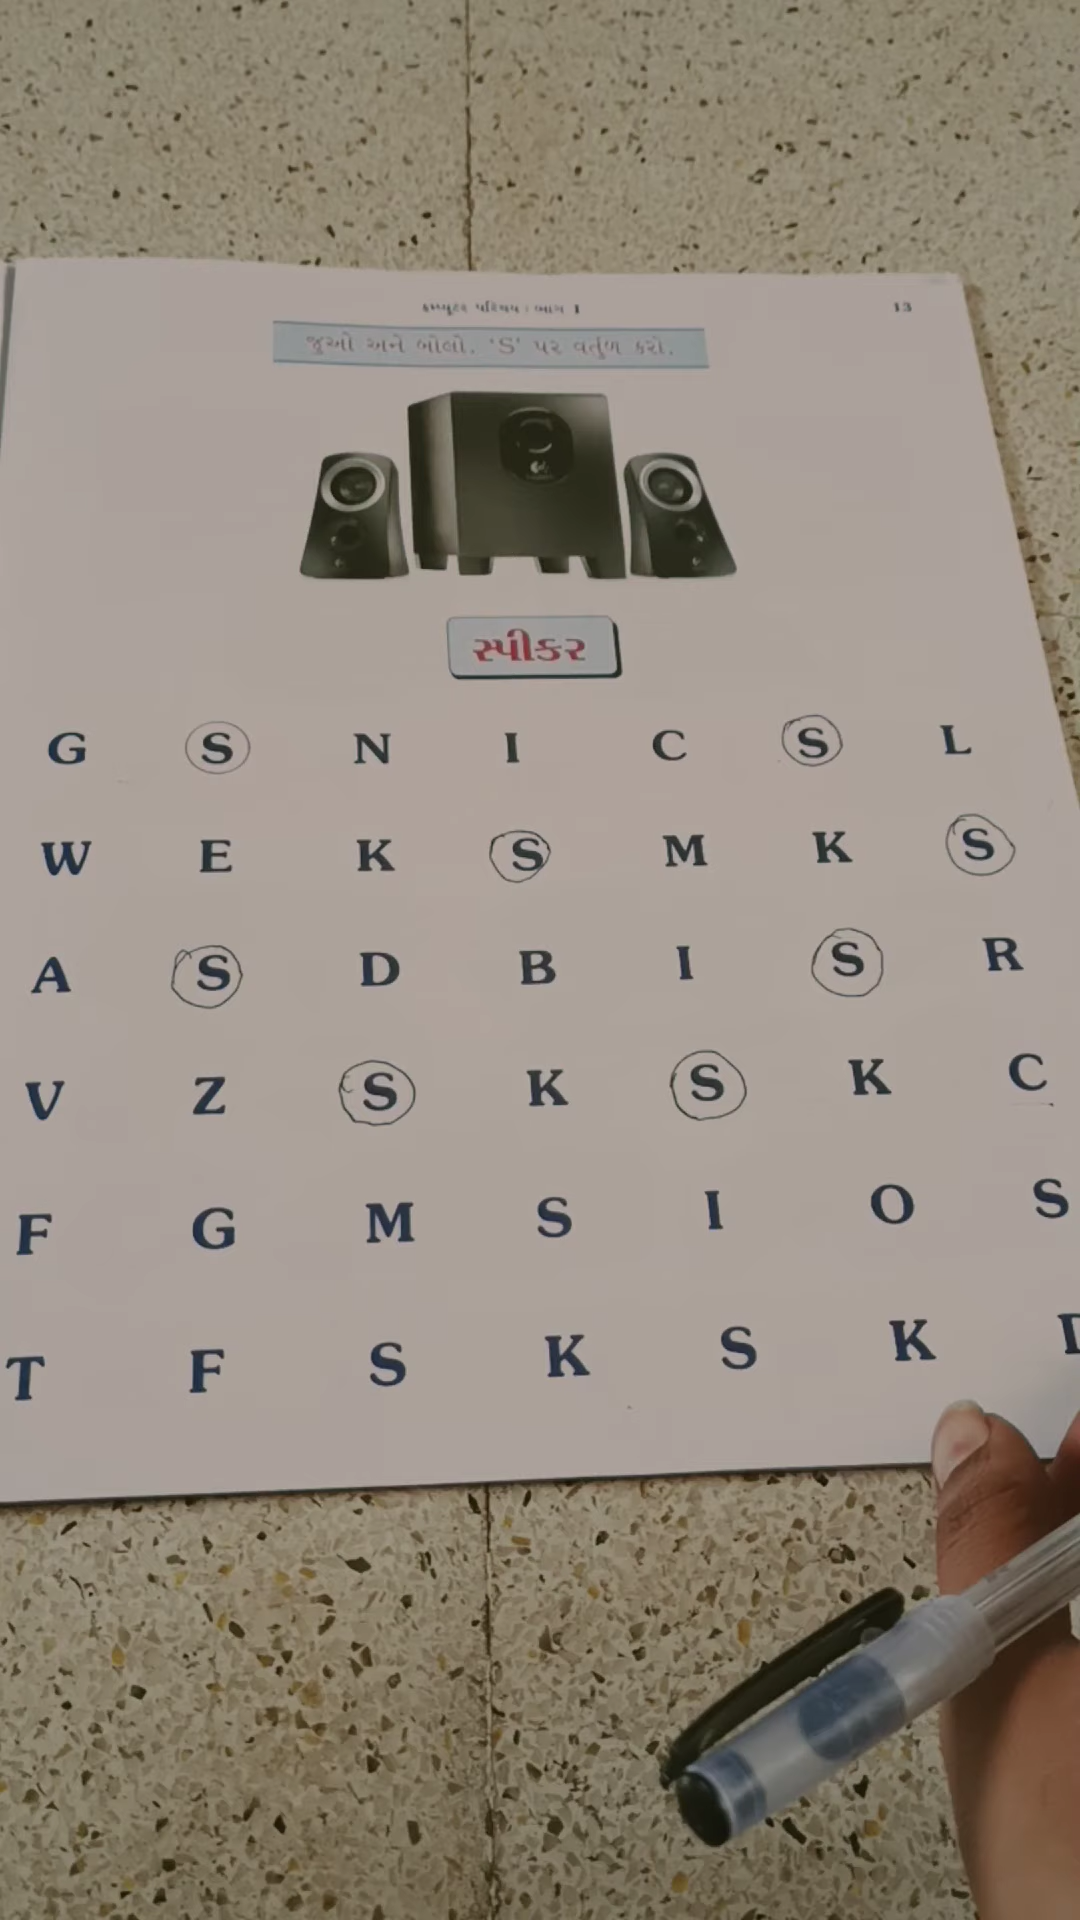 કમ્પ્યૂટર પરિચય : ભાગ 1 13
જુઓ અને બોલો. 'S' પર વર્તુળ કરો.
સ્પીકર
G S N I C S L
W E K S M K S
A S D B I S R
V Z S K S K C
F G M S I O S
T F S K S K